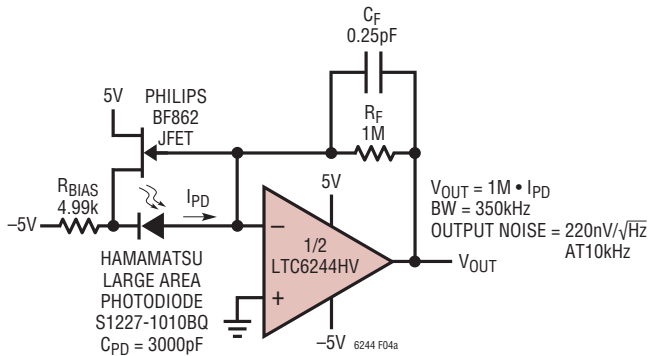 CF
0.25pF
5V
PHILIPS
BF862
JFET
RF
1M
RBIAS
4.99k
–5V
IPD
5V
VOUT = 1M • IPD
BW = 350kHz
OUTPUT NOISE = 220nV/√Hz
AT10kHz
–
1/2
LTC6244HV
+
VOUT
HAMAMATSU
LARGE AREA
PHOTODIODE
S1227-1010BQ
CPD = 3000pF
–5V
6244 F04a